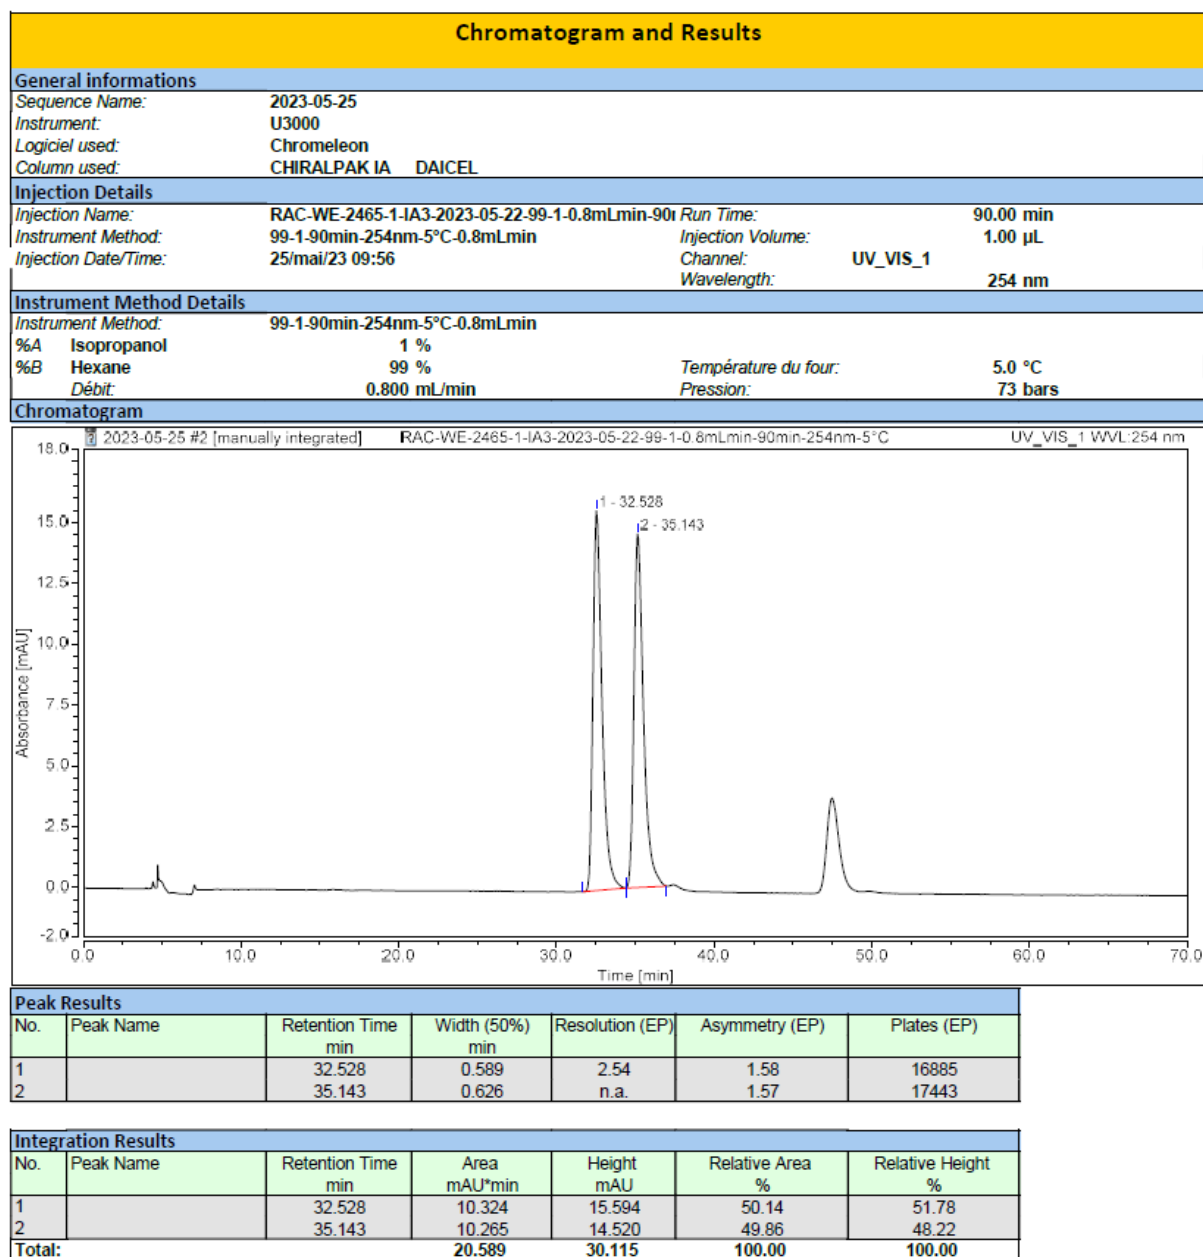 Chromatogram and Results
General informations
Sequence Name: 2023-05-25
Instrument: U3000
Logiciel used: Chromeleon
Column used: CHIRALPAK IA DAICEL
Injection Details
Injection Name: RAC-WE-2465-1-IA3-2023-05-22-99-1-0.8mLmin-90 Run Time: 90.00 min
Instrument Method: 99-1-90min-254nm-5°C-0.8mLmin Injection Volume: 1.00 µL
Injection Date/Time: 25/mai/23 09:56 Channel: UV_VIS_1
Wavelength: 254 nm
Instrument Method Details
Instrument Method: 99-1-90min-254nm-5°C-0.8mLmin
%A Isopropanol 1 %
%B Hexane 99 % Température du four: 5.0 °C
Débit: 0.800 mL/min Pression: 73 bars
Chromatogram
2023-05-25 #2 [manually integrated] RAC-WE-2465-1-IA3-2023-05-22-99-1-0.8mLmin-90min-254nm-5°C UV_VIS_1 WVL:254 nm
18.0
1 - 32.528
15.0
2 - 35.143
12.5
10.0
7.5
5.0
2.5
0.0
-2.0
Absorbance [mAU]
0.0 10.0 20.0 30.0 40.0 50.0 60.0 70.0
Time [min]
Peak Results
No. Peak Name Retention Time Width (50%) Resolution (EP) Asymmetry (EP) Plates (EP)
min min
1 32.528 0.589 2.54 1.58 16885
2 35.143 0.626 n.a. 1.57 17443
Integration Results
No. Peak Name Retention Time Area Height Relative Area Relative Height
min mAU*min mAU % %
1 32.528 10.324 15.594 50.14 51.78
2 35.143 10.265 14.520 49.86 48.22
Total: 20.589 30.115 100.00 100.00